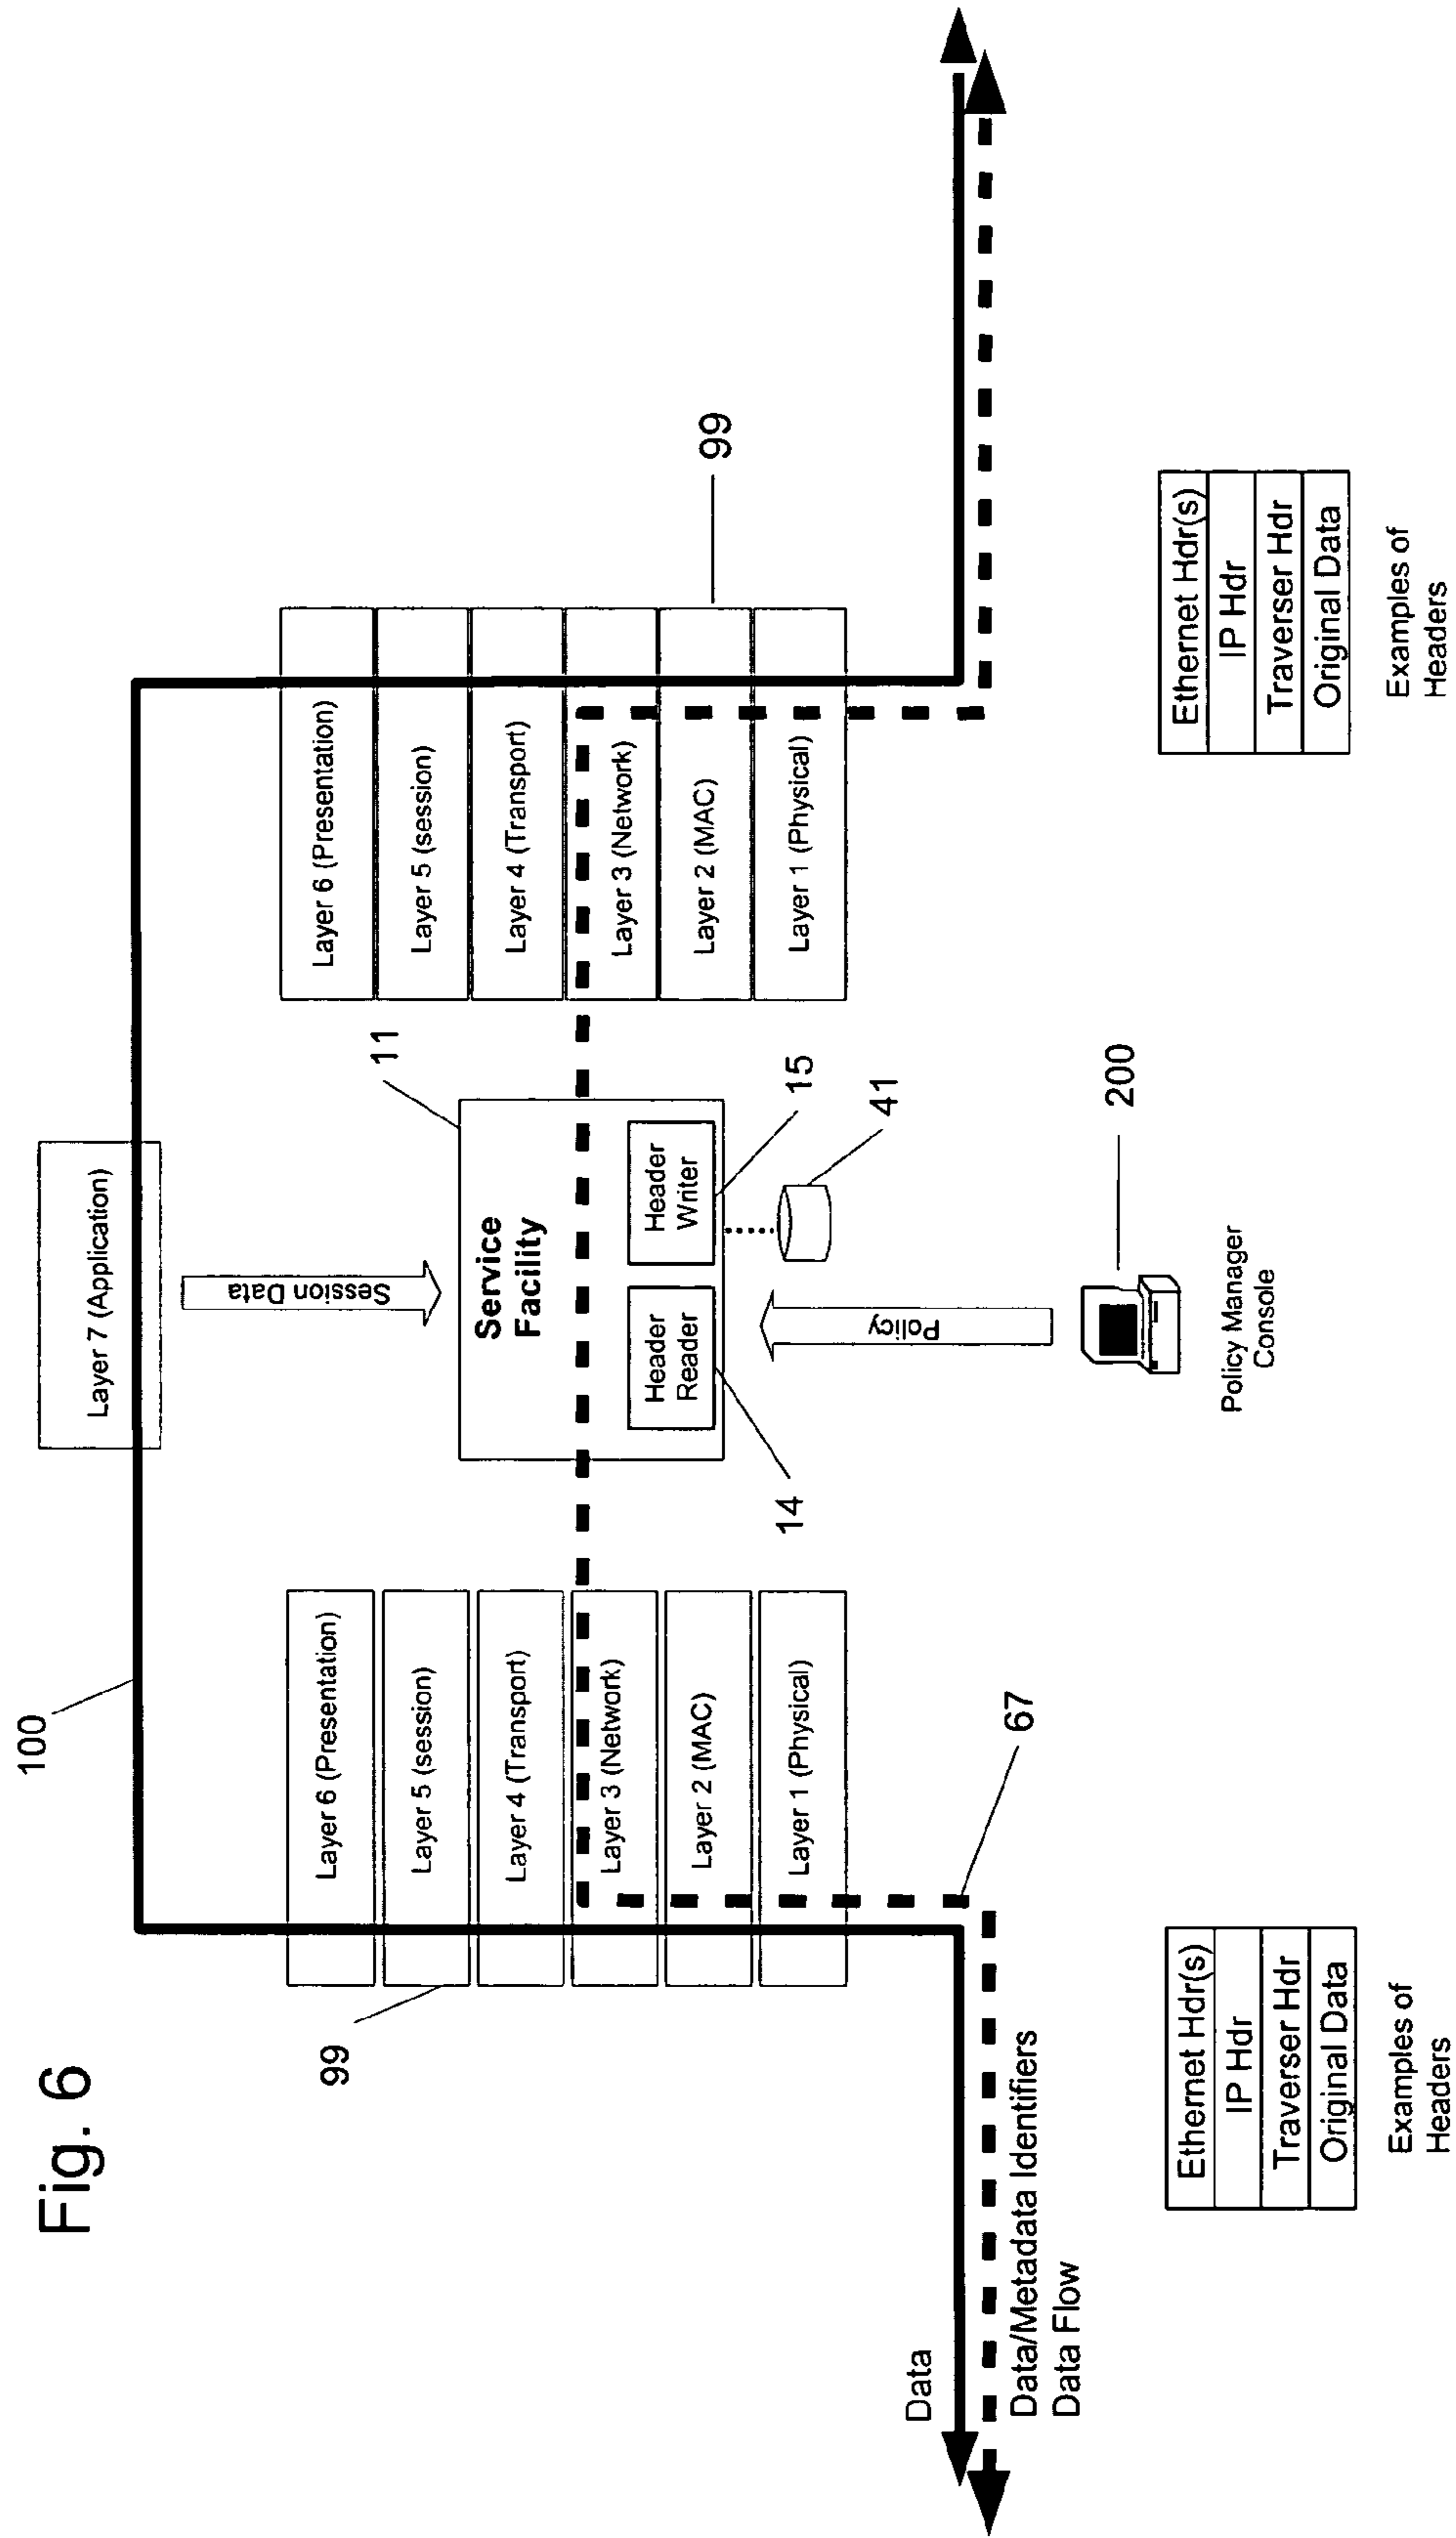 Fig. 6
100
Layer 7 (Application)
99
Layer 6 (Presentation)
Layer 5 (session)
Layer 4 (Transport)
Layer 3 (Network)
Layer 2 (MAC)
Layer 1 (Physical)
Session Data
11
Service
Facility
Header
Reader
Header
Writer
14
15
41
Policy
200
Policy Manager
Console
Layer 6 (Presentation)
Layer 5 (session)
Layer 4 (Transport)
Layer 3 (Network)
Layer 2 (MAC)
Layer 1 (Physical)
99
67
Data
Data/Metadata Identifiers
Data Flow
Ethernet Hdr(s)
IP Hdr
Traverser Hdr
Original Data
Examples of
Headers
Ethernet Hdr(s)
IP Hdr
Traverser Hdr
Original Data
Examples of
Headers